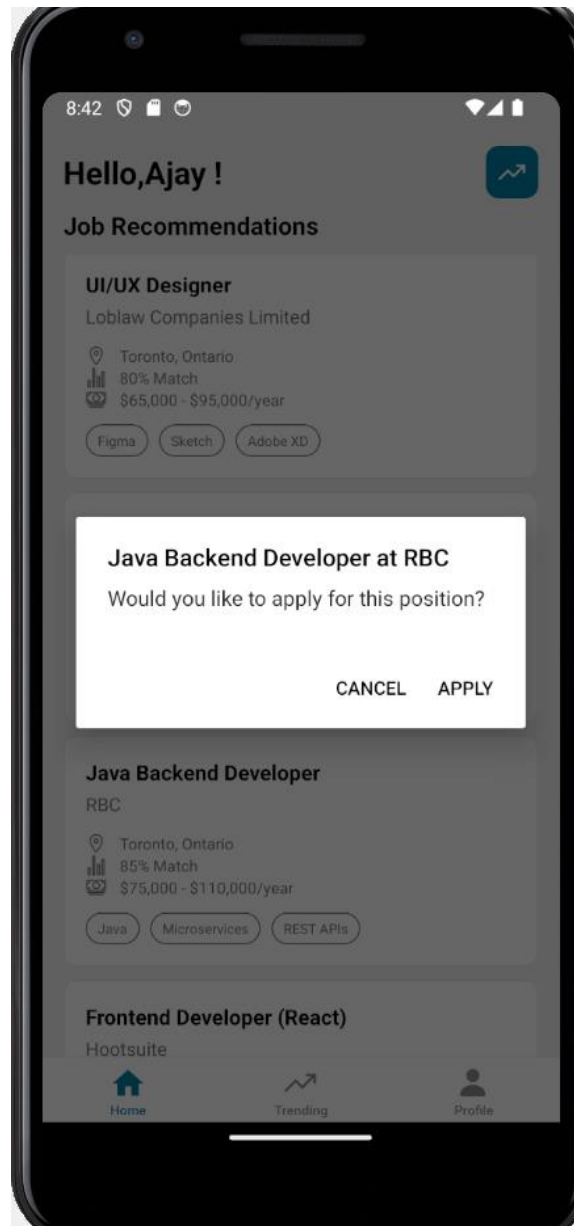 8:42
Hello,Ajay !
Job Recommendations
UI/UX Designer
Loblaw Companies Limited
Toronto, Ontario
80% Match
$65,000 - $95,000/year
Figma Sketch Adobe XD
Java Backend Developer at RBC
Would you like to apply for this position?
CANCEL APPLY
Java Backend Developer
RBC
Toronto, Ontario
85% Match
$75,000 - $110,000/year
Java Microservices REST APIs
Frontend Developer (React)
Hootsuite
Home Trending Profile